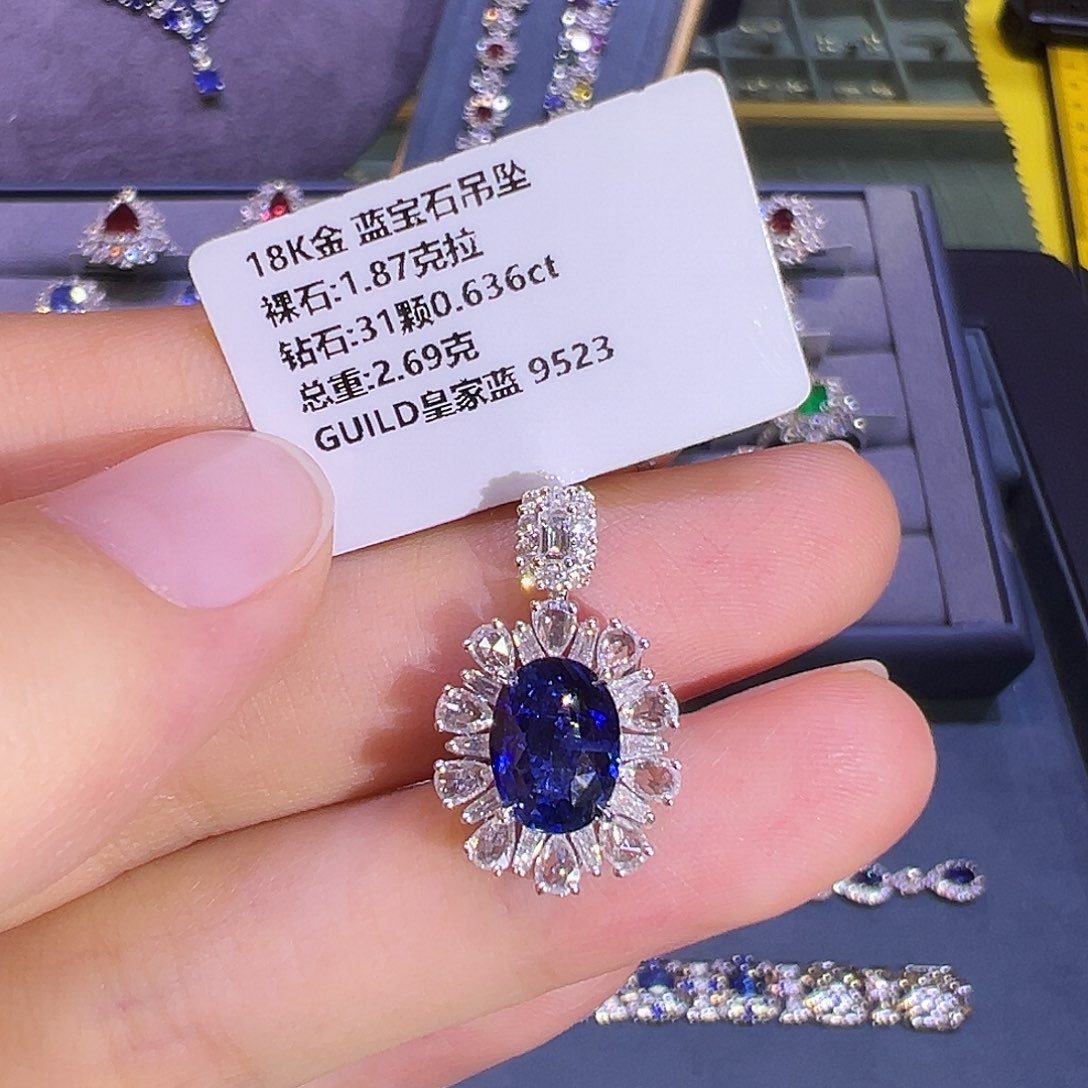 18K金 蓝宝石吊坠
裸石:1.87克拉
钻石:31颗0.636ct
总重:2.69克
GUILD皇家蓝 9523